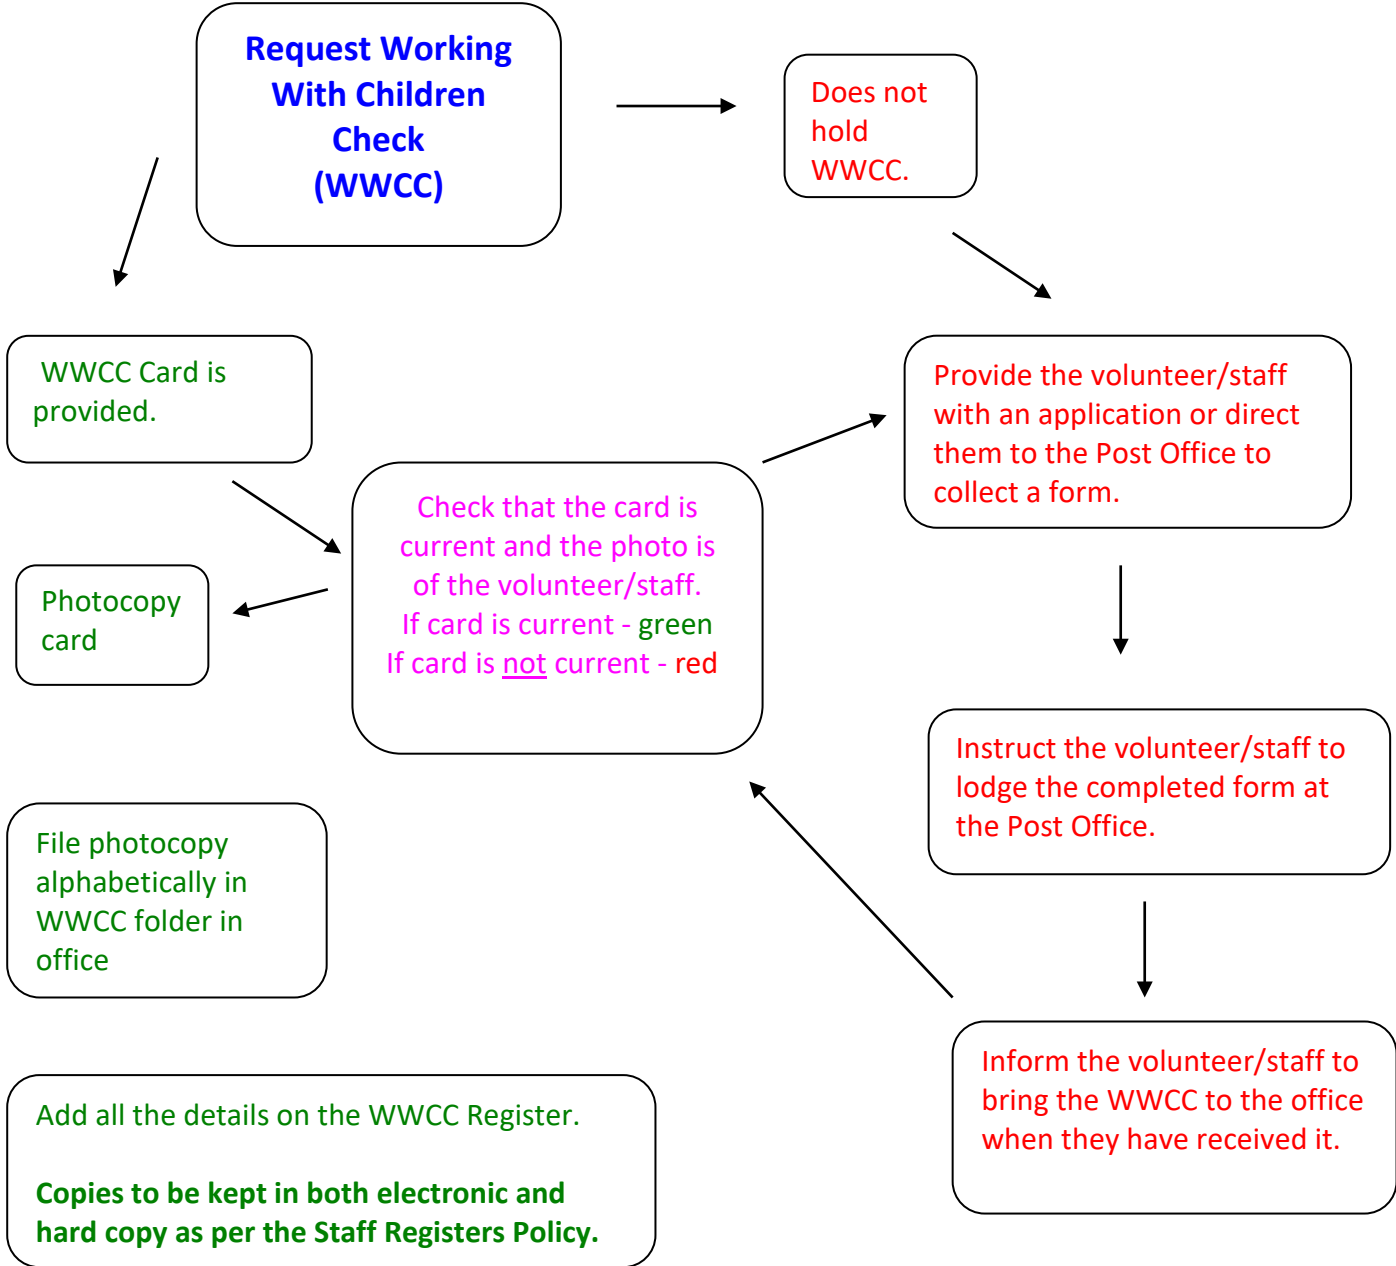 Request Working
With Children
Check
(WWCC)
Does not
hold
WWCC.
WWCC Card is
provided.
Provide the volunteer/staff
with an application or direct
them to the Post Office to
collect a form.
Check that the card is
current and the photo is
of the volunteer/staff.
If card is current - green
If card is not current - red
Photocopy
card
Instruct the volunteer/staff to
lodge the completed form at
the Post Office.
File photocopy
alphabetically in
WWCC folder in
office
Inform the volunteer/staff to
bring the WWCC to the office
when they have received it.
Add all the details on the WWCC Register.
Copies to be kept in both electronic and
hard copy as per the Staff Registers Policy.